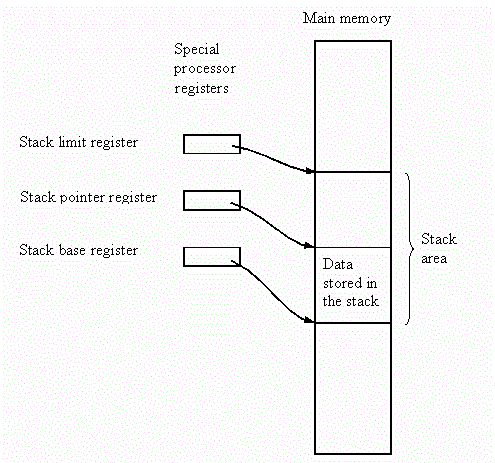 Main memory
Special
processor
registers
Stack limit register
Stack pointer register
Stack base register
Data
stored in
the stack
Stack
area